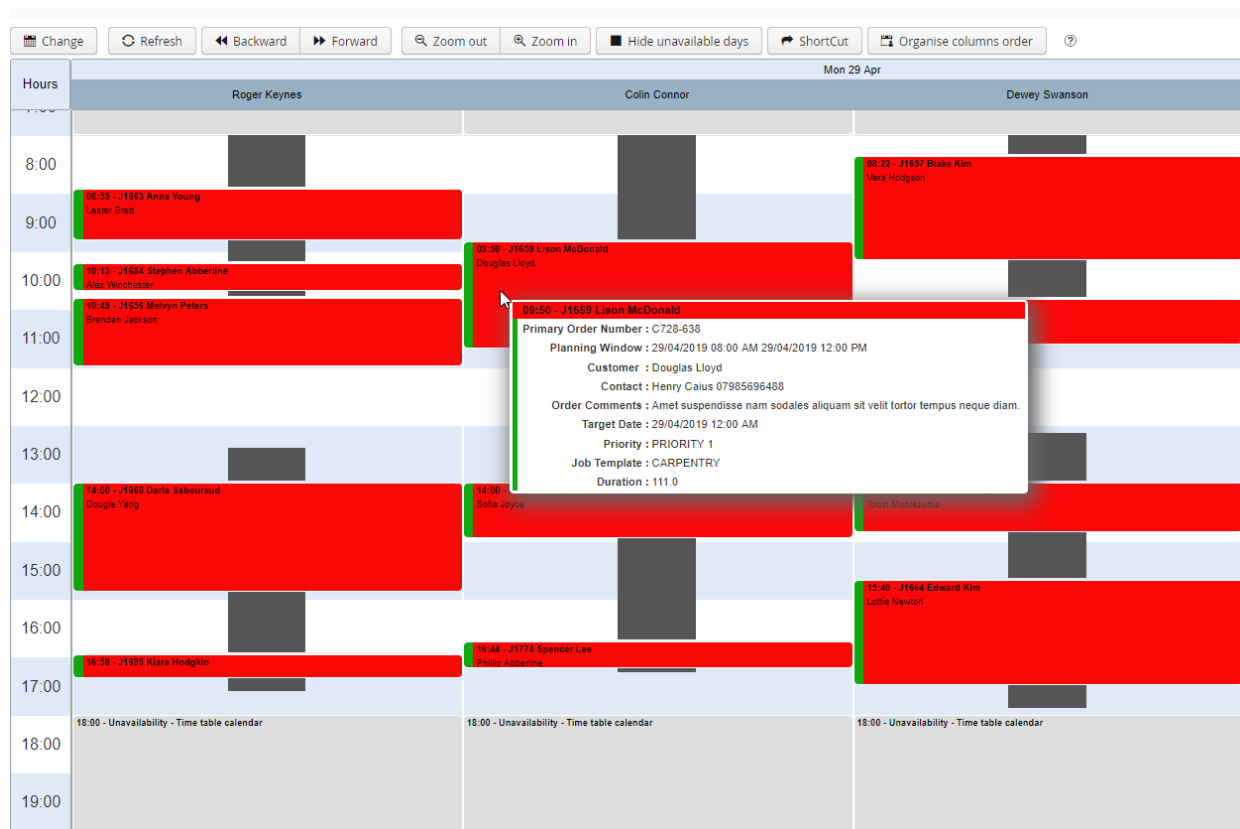 Change Refresh Backward Forward Zoom out Zoom in Hide unavailable days ShortCut Organise columns order ?
Mon 29 Apr
Hours
Roger Keynes Colin Connor Dewey Swanson
8:00
08:22 - J1657 Blake Kim
Vera Hodgson
08:55 - J1663 Anna Young
Lester Brett
9:00
09:50 - J1659 Lison McDonald
Douglas Lloyd
10:13 - J1684 Stephen Abberline
Alex Winchester
10:00
10:49 - J1656 Melvyn Peters
Brendan Jackson
09:50 - J1659 Lison McDonald
Primary Order Number : C728-638
Planning Window : 29/04/2019 08:00 AM 29/04/2019 12:00 PM
Customer : Douglas Lloyd
Contact : Henry Caius 07985696488
Order Comments : Amet suspendisse nam sodales aliquam sit velit tortor tempus neque diam.
Target Date : 29/04/2019 12:00 AM
Priority : PRIORITY 1
Job Template : CARPENTRY
Duration : 111.0
11:00
12:00
13:00
14:00 - J1660 Darla Sabouraud
Dougie Yang
14:00 -
Sofia Joyce
Tobin Montezuma
14:00
15:00
15:40 - J1664 Edward Kim
Lottie Newton
16:00
16:44 - J1774 Spencer Lee
Philip Abberline
16:58 - J1695 Kiara Hodgkin
17:00
18:00 - Unavailability - Time table calendar 18:00 - Unavailability - Time table calendar 18:00 - Unavailability - Time table calendar
18:00
19:00